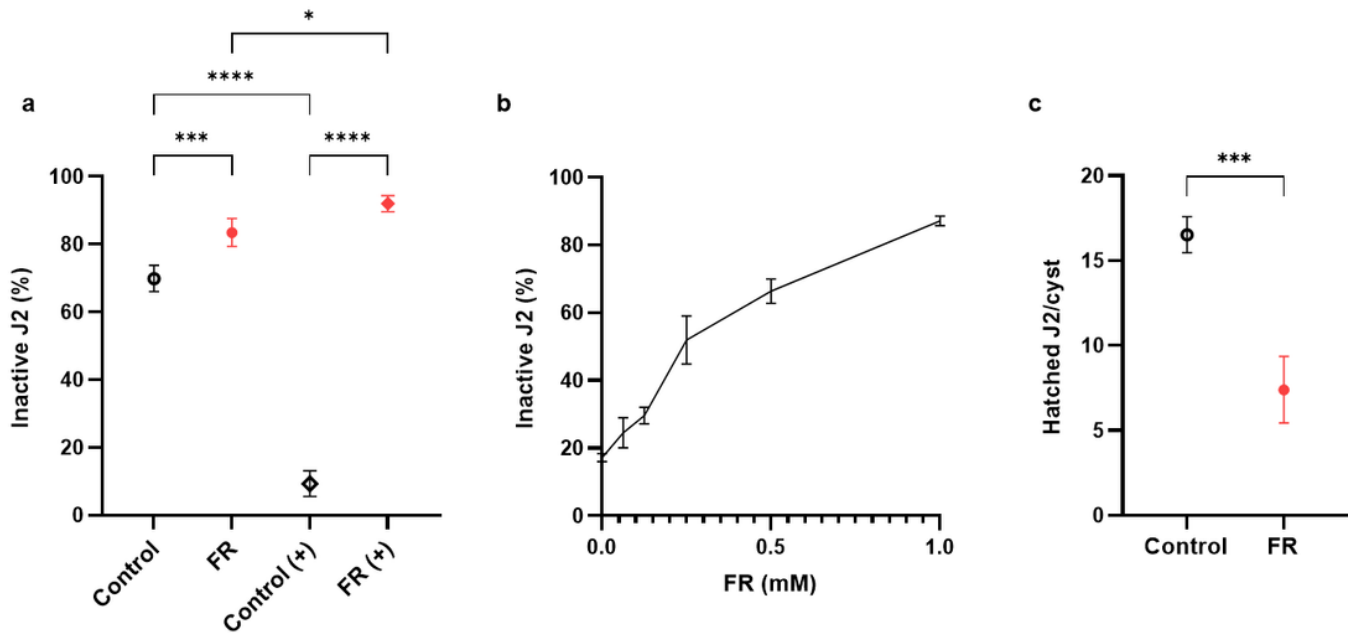 a
*
****
***
****
Inactive J2 (%)
100
80
60
40
20
0
Control
FR
Control (+)
FR (+)
b
Inactive J2 (%)
100
80
60
40
20
0
0.0
0.5
1.0
FR (mM)
c
***
Hatched J2/cyst
20
15
10
5
0
Control
FR